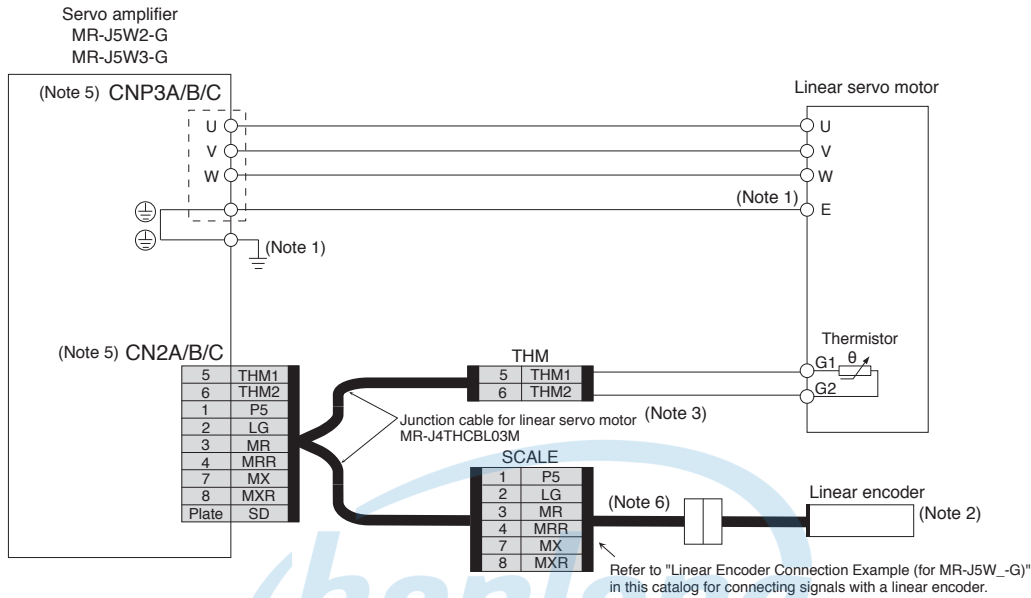 Servo amplifier
MR-J5W2-G
MR-J5W3-G
(Note 5) CNP3A/B/C
U
V
W
(Note 1)
Linear servo motor
U
V
W
(Note 1)
E
(Note 5) CN2A/B/C
5 THM1
6 THM2
1 P5
2 LG
3 MR
4 MRR
7 MX
8 MXR
Plate SD
THM
5 THM1
6 THM2
(Note 3)
Thermistor
G1 θ
G2
Junction cable for linear servo motor
MR-J4THCBL03M
SCALE
1 P5
2 LG
3 MR
4 MRR
7 MX
8 MXR
(Note 6)
Linear encoder
(Note 2)
Refer to "Linear Encoder Connection Example (for MR-J5W_-G)"
in this catalog for connecting signals with a linear encoder.